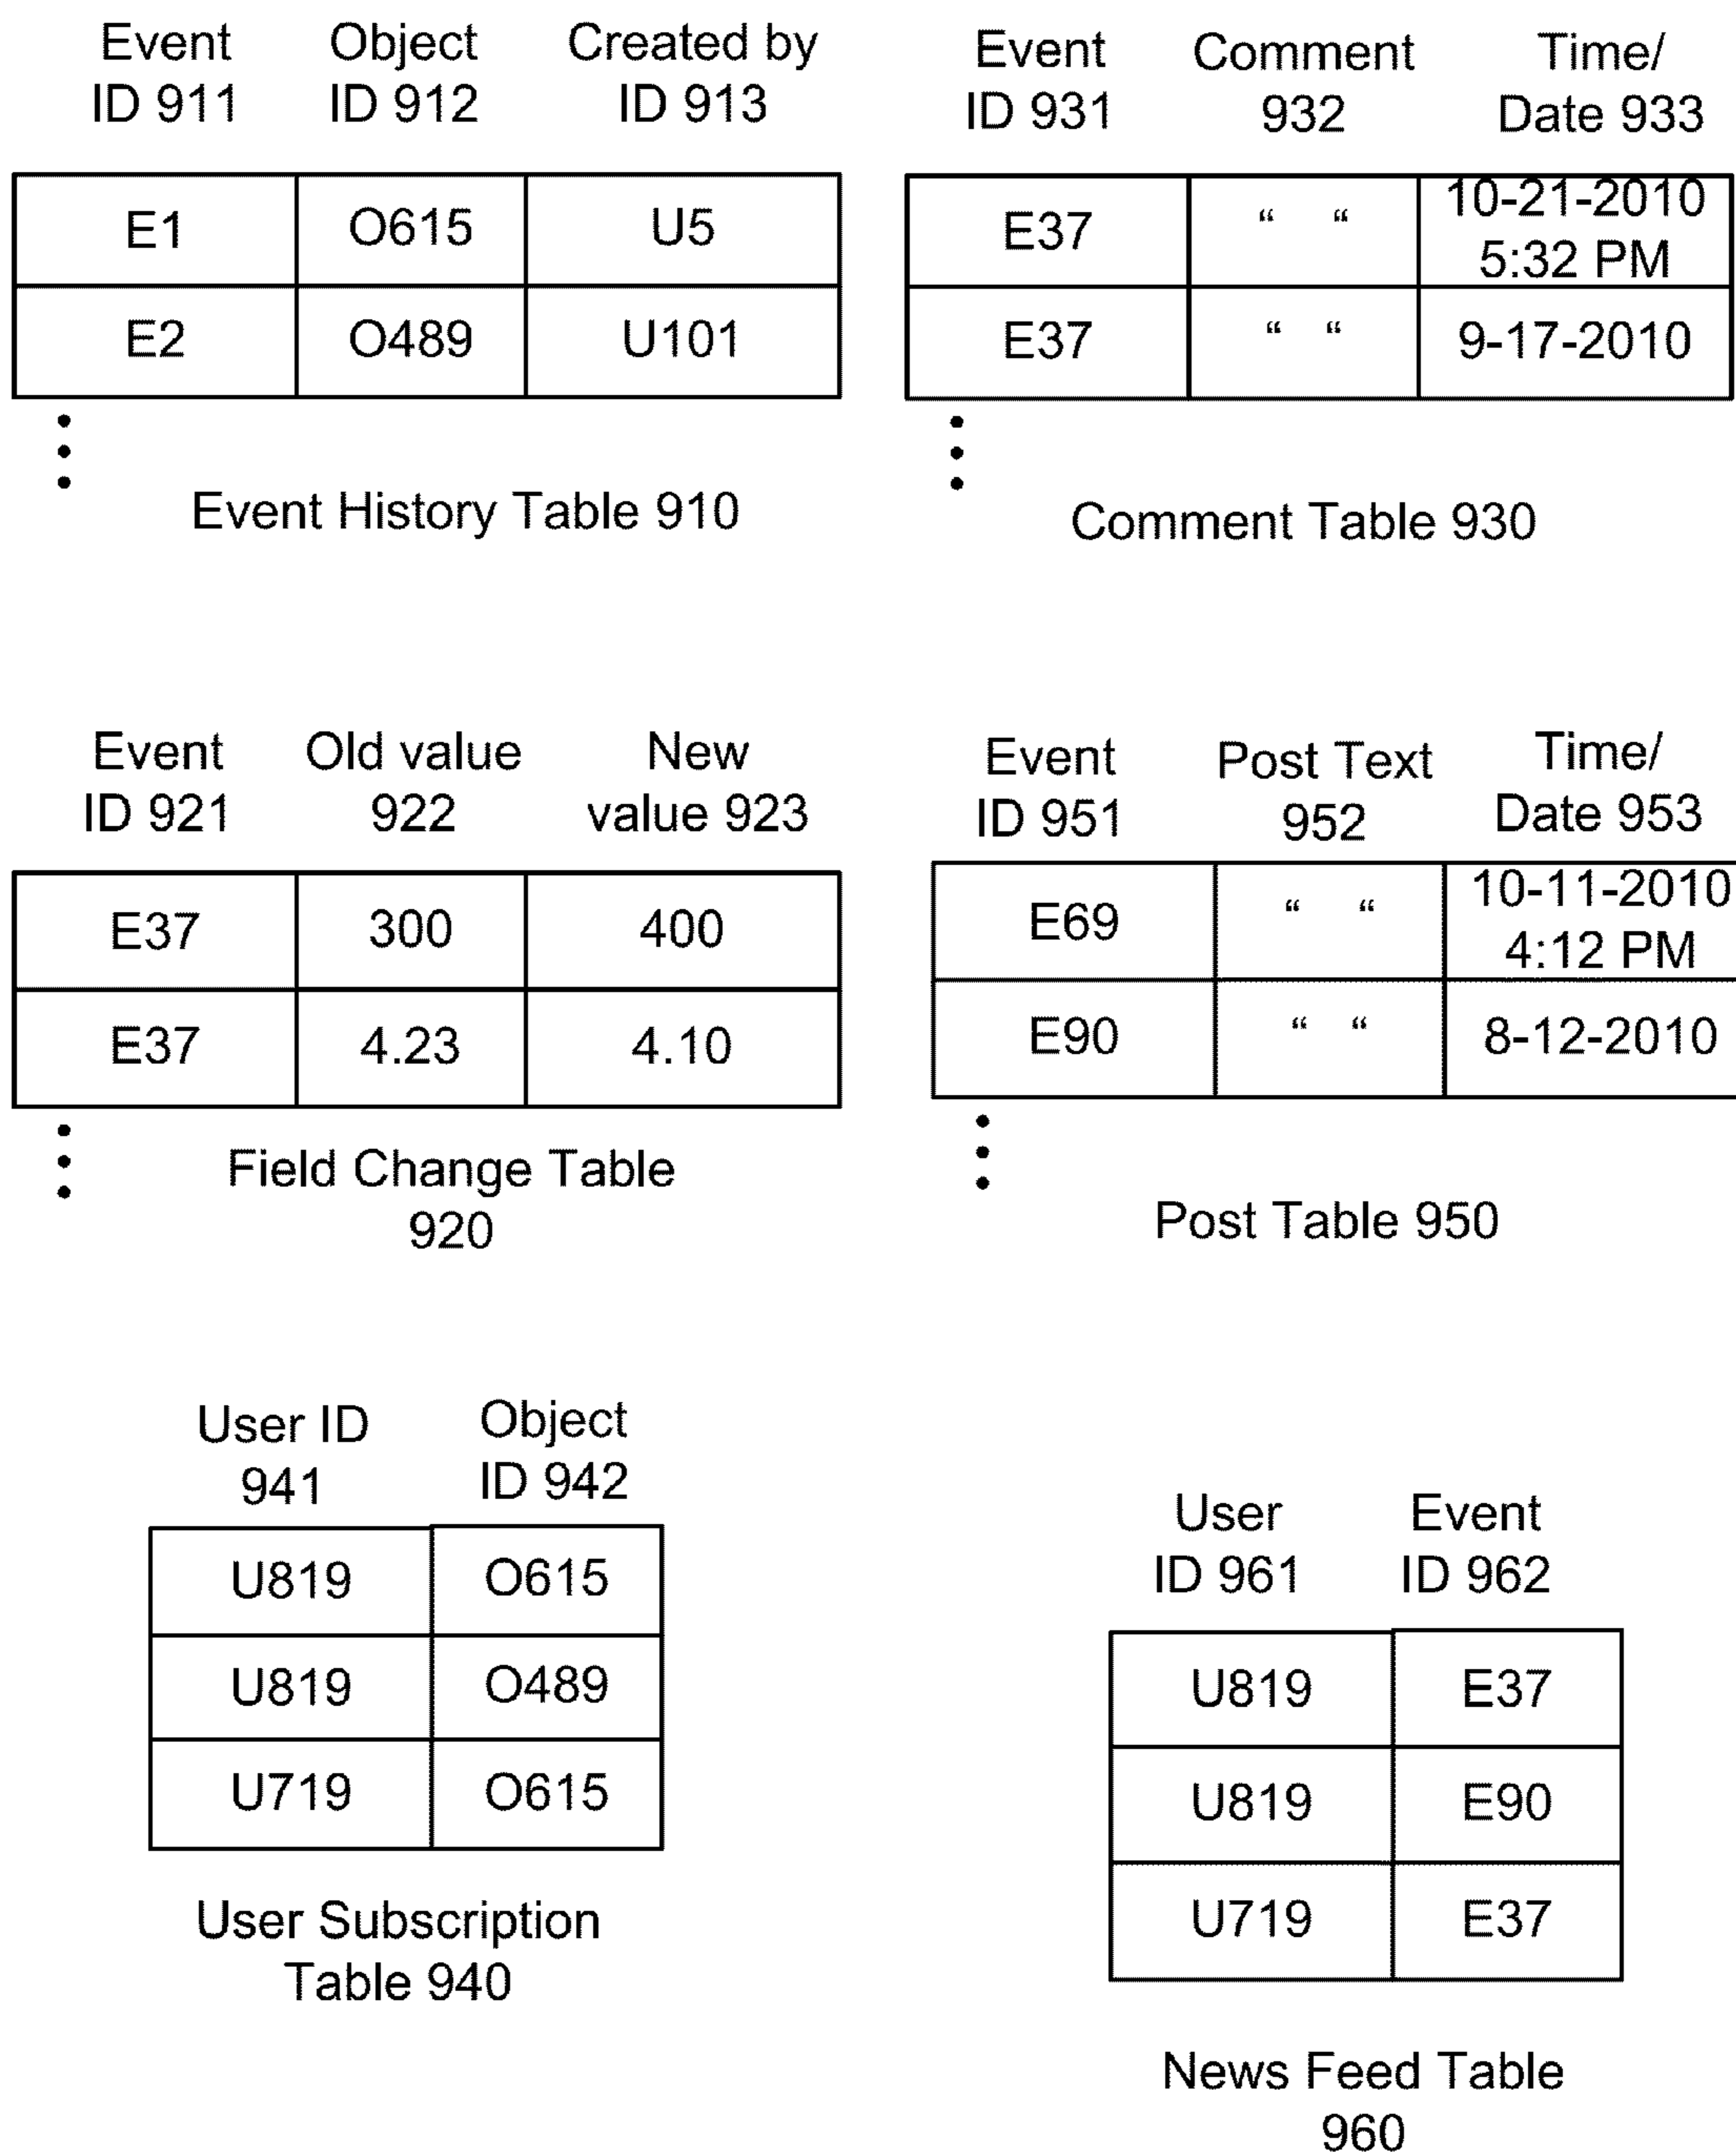 Event Object Created by
ID 911 ID 912 ID 913
E1 O615 U5
E2 O489 U101
Event History Table 910
Event Comment Time/
ID 931 932 Date 933
E37 “ “ 10-21-2010
5:32 PM
E37 “ “ 9-17-2010
Comment Table 930
Event Old value New
ID 921 922 value 923
E37 300 400
E37 4.23 4.10
Field Change Table
920
Event Post Text Time/
ID 951 952 Date 953
E69 “ “ 10-11-2010
4:12 PM
E90 “ “ 8-12-2010
Post Table 950
User ID Object
941 ID 942
U819 O615
U819 O489
U719 O615
User Subscription
Table 940
User Event
ID 961 ID 962
U819 E37
U819 E90
U719 E37
News Feed Table
960